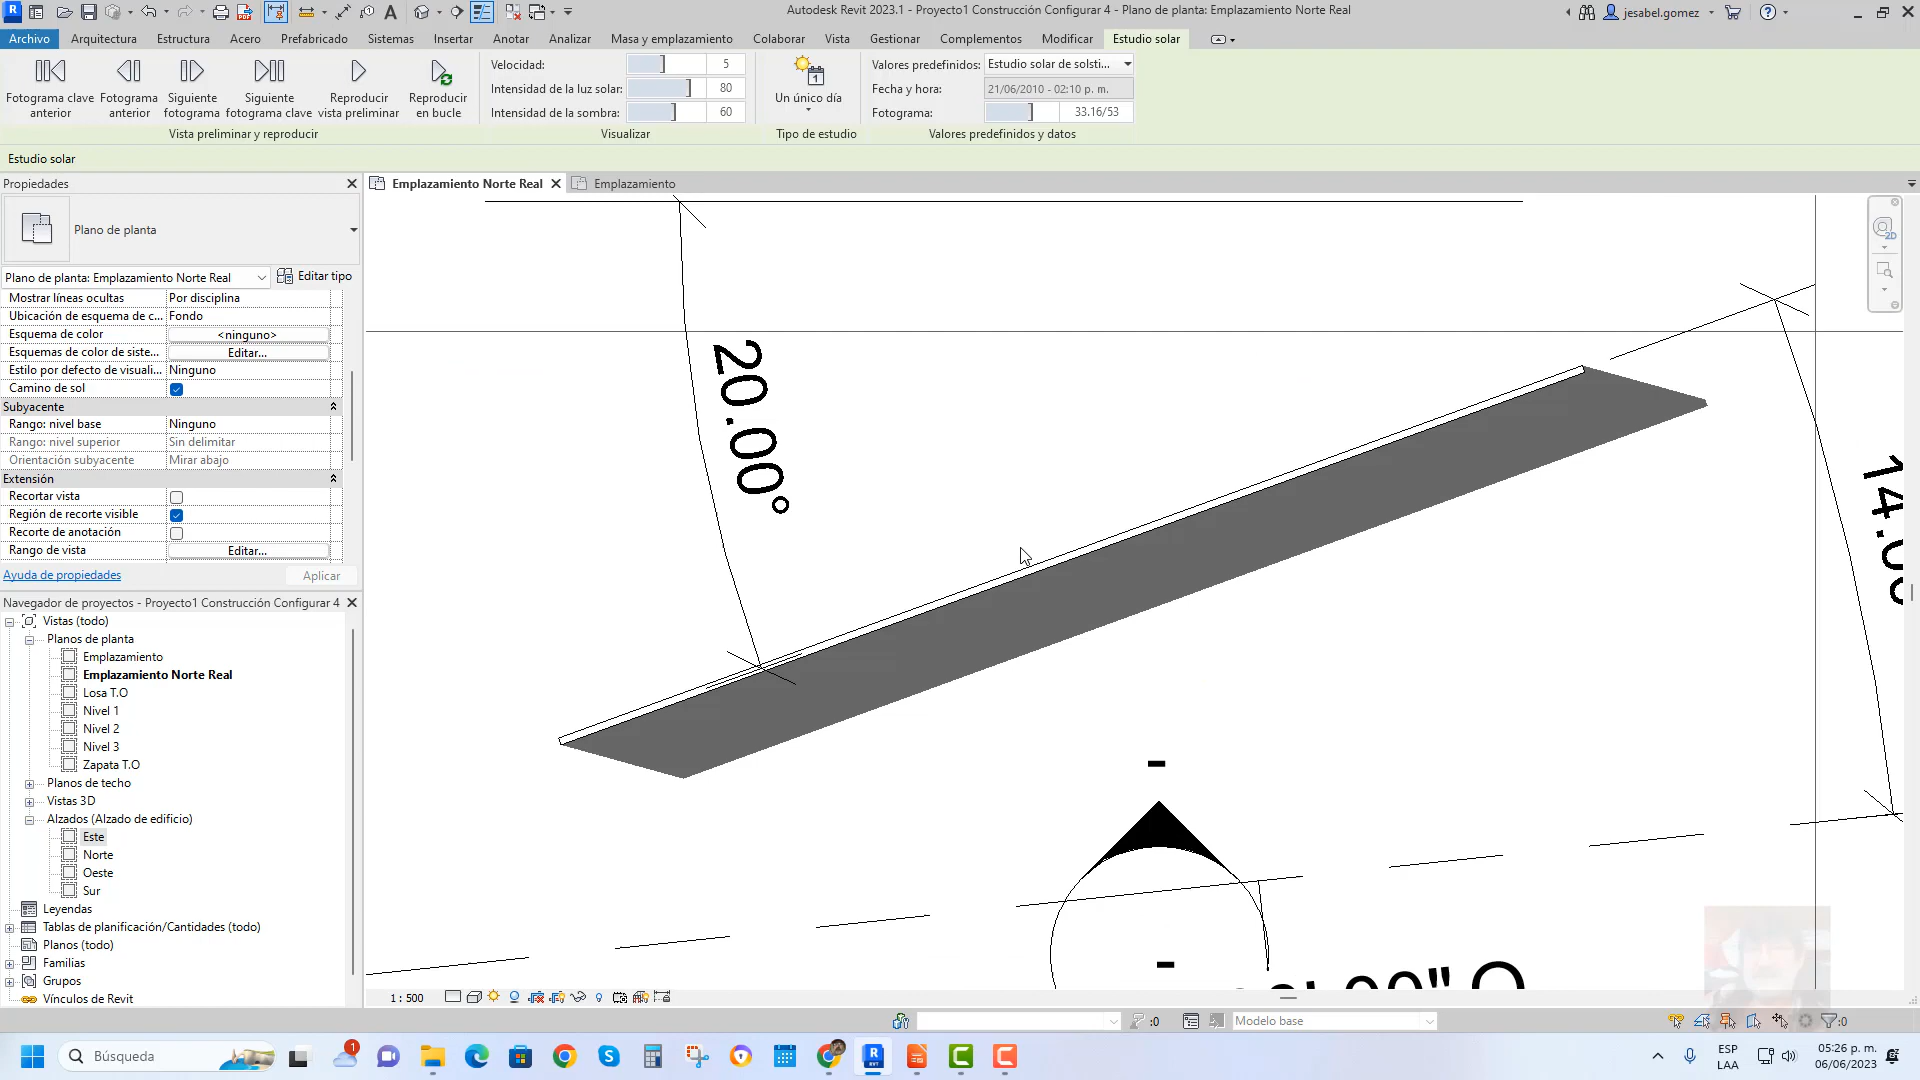 Autodesk Revit 2023.1 - Proyecto1 Construcción Configurar 4 - Plano de planta: Emplazamiento Norte Real
jesabel.gomez
Archivo Arquitectura Estructura Acero Prefabricado Sistemas Insertar Anotar Analizar Masa y emplazamiento Colaborar Vista Gestionar Complementos Modificar Estudio solar
Fotograma clave anterior
Fotograma anterior
Siguiente fotograma
Siguiente fotograma clave
Reproducir vista preliminar
Reproducir en bucle
Vista preliminar y reproducir
Velocidad: 5
Intensidad de la luz solar: 80
Intensidad de la sombra: 60
Visualizar
Un único día
Tipo de estudio
Valores predefinidos: Estudio solar de solsti...
Fecha y hora: 21/06/2010 - 02:10 p. m.
Fotograma: 33.16/53
Valores predefinidos y datos
Estudio solar
Propiedades
Plano de planta
Plano de planta: Emplazamiento Norte Real
Editar tipo
Mostrar líneas ocultas Por disciplina
Ubicación de esquema de c... Fondo
Esquema de color <ninguno>
Esquemas de color de siste... Editar...
Estilo por defecto de visuali... Ninguno
Camino de sol
Subyacente
Rango: nivel base Ninguno
Rango: nivel superior Sin delimitar
Orientación subyacente Mirar abajo
Extensión
Recortar vista
Región de recorte visible
Recorte de anotación
Rango de vista Editar...
Ayuda de propiedades
Aplicar
Navegador de proyectos - Proyecto1 Construcción Configurar 4
Vistas (todo)
Planos de planta
Emplazamiento
Emplazamiento Norte Real
Losa T.O
Nivel 1
Nivel 2
Nivel 3
Zapata T.O
Planos de techo
Vistas 3D
Alzados (Alzado de edificio)
Este
Norte
Oeste
Sur
Leyendas
Tablas de planificación/Cantidades (todo)
Planos (todo)
Familias
Grupos
Vínculos de Revit
Emplazamiento Norte Real
Emplazamiento
2D
20.00°
1 : 500
:0
Modelo base
:0
Búsqueda
1
ESP
LAA
05:26 p. m.
06/06/2023